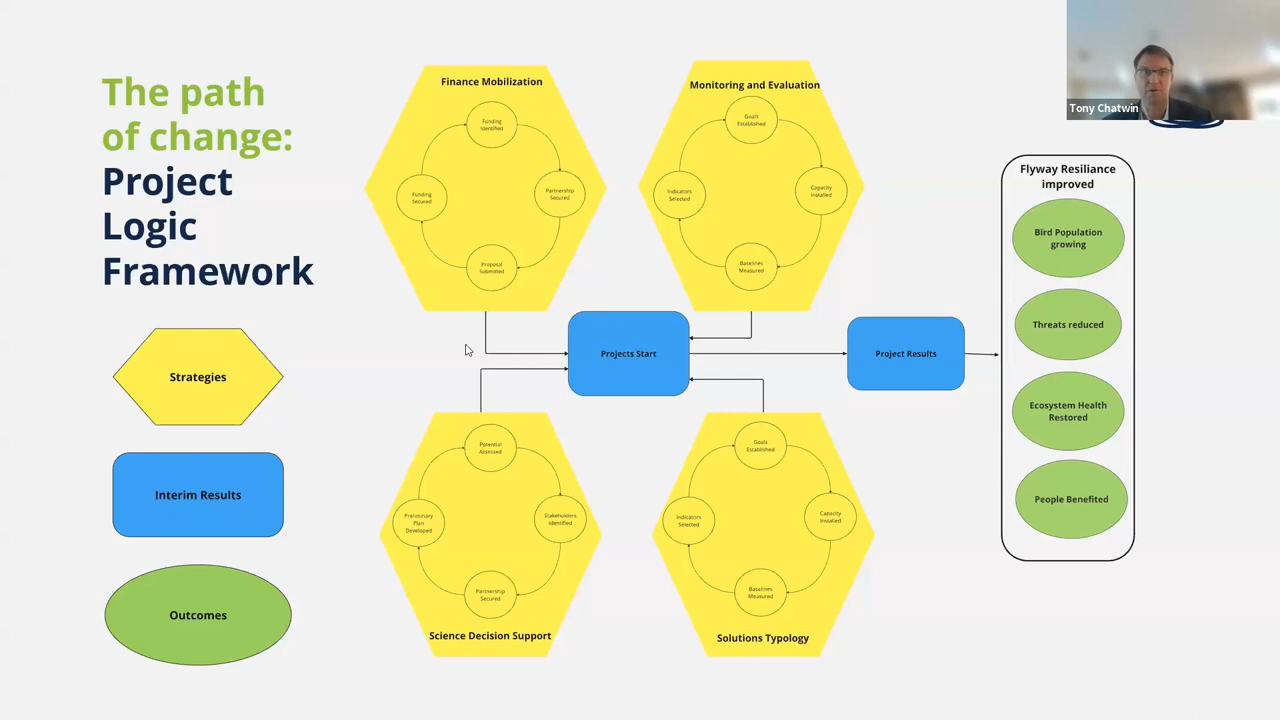 The path
of change:
Project
Logic
Framework
Strategies
Interim Results
Outcomes
Finance Mobilization
Funding
Identified
Partnership
Secured
Proposal
Submitted
Funding
Secured
Monitoring and Evaluation
Goals
Established
Capacity
Installed
Baselines
Measured
Indicators
Selected
Projects Start
Project Results
Potential
Assessed
Stakeholders
Identified
Partnership
Secured
Preliminary
Plan
Developed
Science Decision Support
Goals
Established
Capacity
Installed
Baselines
Measured
Indicators
Selected
Solutions Typology
Flyway Resiliance
improved
Bird Population
growing
Threats reduced
Ecosystem Health
Restored
People Benefited
Tony Chatwin